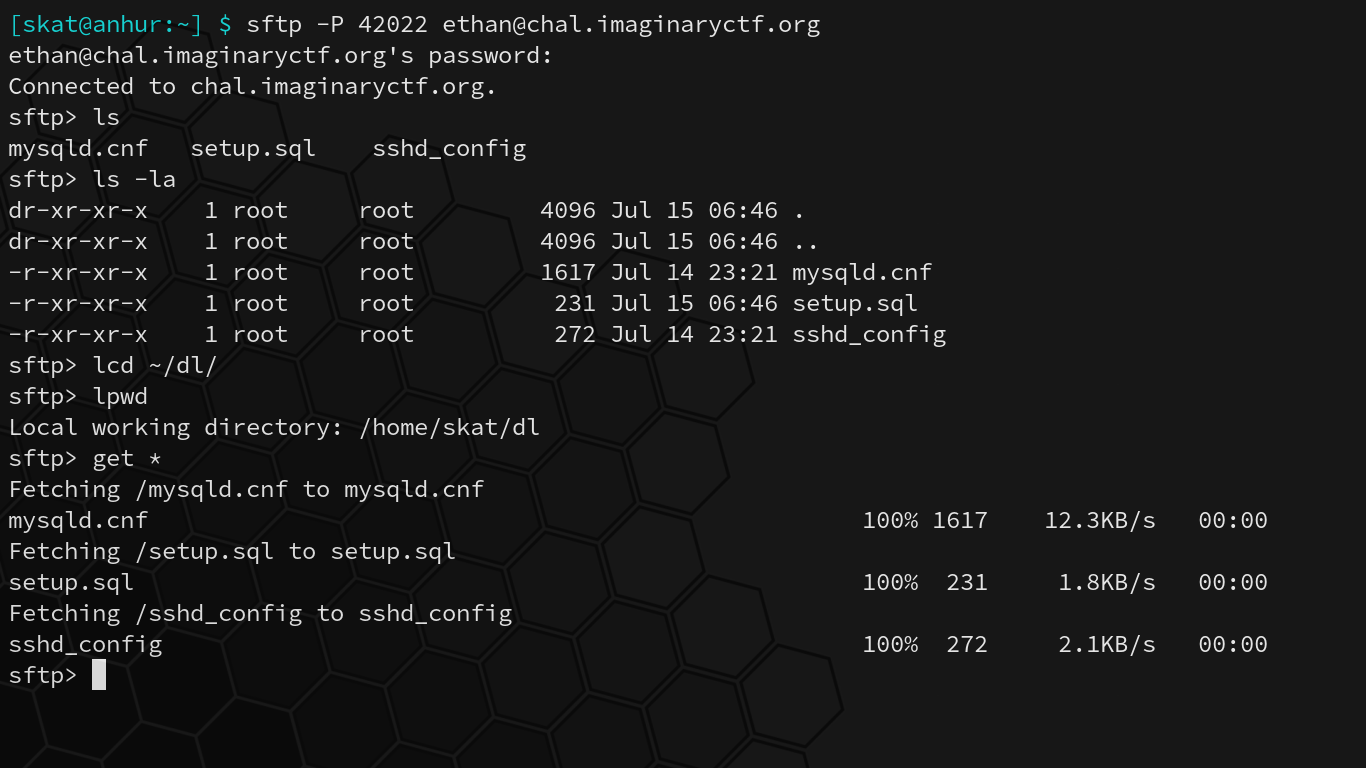 [skat@anhur:~] $ sftp -P 42022 ethan@chal.imaginaryctf.org
ethan@chal.imaginaryctf.org's password:
Connected to chal.imaginaryctf.org.
sftp> ls
mysqld.cnf   setup.sql    sshd_config
sftp> ls -la
dr-xr-xr-x    1 root     root         4096 Jul 15 06:46 .
dr-xr-xr-x    1 root     root         4096 Jul 15 06:46 ..
-r-xr-xr-x    1 root     root         1617 Jul 14 23:21 mysqld.cnf
-r-xr-xr-x    1 root     root          231 Jul 15 06:46 setup.sql
-r-xr-xr-x    1 root     root          272 Jul 14 23:21 sshd_config
sftp> lcd ~/dl/
sftp> lpwd
Local working directory: /home/skat/dl
sftp> get *
Fetching /mysqld.cnf to mysqld.cnf
mysqld.cnf                                                   100% 1617    12.3KB/s   00:00
Fetching /setup.sql to setup.sql
setup.sql                                                    100%  231     1.8KB/s   00:00
Fetching /sshd_config to sshd_config
sshd_config                                                  100%  272     2.1KB/s   00:00
sftp>